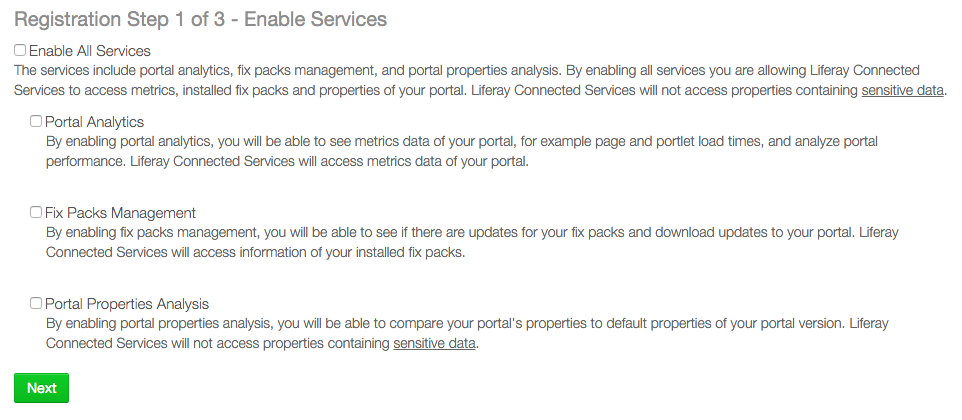 Registration Step 1 of 3 - Enable Services
Enable All Services
The services include portal analytics, fix packs management, and portal properties analysis. By enabling all services you are allowing Liferay Connected
Services to access metrics, installed fix packs and properties of your portal. Liferay Connected Services will not access properties containing sensitive data.
Portal Analytics
By enabling portal analytics, you will be able to see metrics data of your portal, for example page and portlet load times, and analyze portal
performance. Liferay Connected Services will access metrics data of your portal.
Fix Packs Management
By enabling fix packs management, you will be able to see if there are updates for your fix packs and download updates to your portal. Liferay
Connected Services will access information of your installed fix packs.
Portal Properties Analysis
By enabling portal properties analysis, you will be able to compare your portal's properties to default properties of your portal version. Liferay
Connected Services will not access properties containing sensitive data.
Next